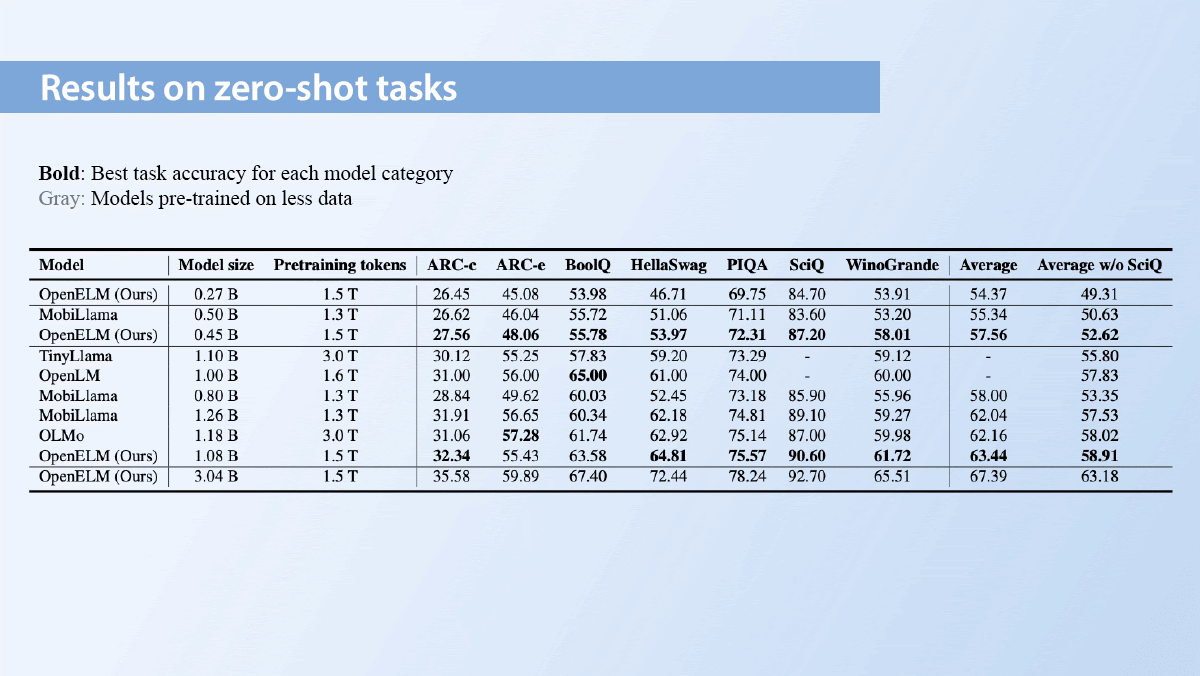 Results on zero-shot tasks
Bold: Best task accuracy for each model category
Gray: Models pre-trained on less data
Model Model size Pretraining tokens ARC-c ARC-e BoolQ HellaSwag PIQA SciQ WinoGrande Average Average w/o SciQ
OpenELM (Ours) 0.27 B 1.5 T 26.45 45.08 53.98 46.71 69.75 84.70 53.91 54.37 49.31
MobiLlama 0.50 B 1.3 T 26.62 46.04 55.72 51.06 71.11 83.60 53.20 55.34 50.63
OpenELM (Ours) 0.45 B 1.5 T 27.56 48.06 55.78 53.97 72.31 87.20 58.01 57.56 52.62
TinyLlama 1.10 B 3.0 T 30.12 55.25 57.83 59.20 73.29 - 59.12 - 55.80
OpenLM 1.00 B 1.6 T 31.00 56.00 65.00 61.00 74.00 - 60.00 - 57.83
MobiLlama 0.80 B 1.3 T 28.84 49.62 60.03 52.45 73.18 85.90 55.96 58.00 53.35
MobiLlama 1.26 B 1.3 T 31.91 56.65 60.34 62.18 74.81 89.10 59.27 62.04 57.53
OLMo 1.18 B 3.0 T 31.06 57.28 61.74 62.92 75.14 87.00 59.98 62.16 58.02
OpenELM (Ours) 1.08 B 1.5 T 32.34 55.43 63.58 64.81 75.57 90.60 61.72 63.44 58.91
OpenELM (Ours) 3.04 B 1.5 T 35.58 59.89 67.40 72.44 78.24 92.70 65.51 67.39 63.18